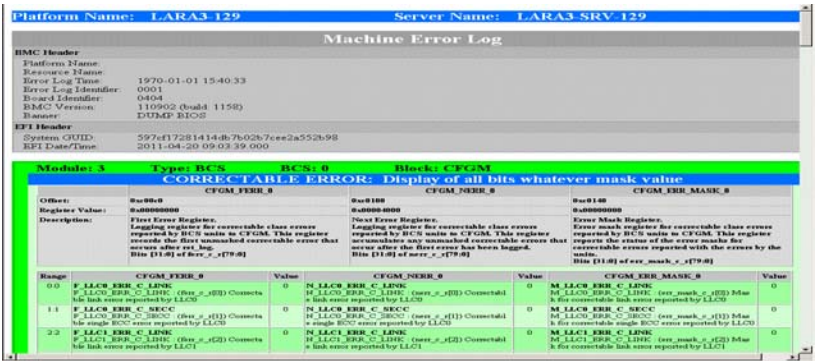 Platform Name: LARA3-129 Server Name: LARA3-SRV-129
Machine Error Log
BMC Header
Platform Name:
Resource Name:
Error Log Time: 1970-01-01 15:40:33
Error Log Identifier: 0001
Board Identifier: 0404
BMC Version: 110902 (build: 1158)
Banner: DUMP BIOS
EFI Header
System GUID: 597cf17281414db7b02b7cee2a552b98
EFI Date/Time: 2011-04-20 09:03:39.000
Module: 3 Type: BCS BCS: 0 Block: CFGM
CORRECTABLE ERROR: Display of all bits whatever mask value
CFGM_FERR_0 CFGM_NERR_0 CFGM_ERR_MASK_0
Offset: 0xc00c0 0xc0100 0xc0140
Register Value: 0x00000000 0x00004000 0x00000000
Description: First Error Register. Next Error Register. Error Mask Register.
Logging register for correctable class errors Logging register for correctable class errors Error mask register for correctable class errors
reported by BCS units to CFGM. This register reported by BCS units to CFGM. This register reported by BCS units to CFGM. This register
records the first unmasked correctable error that accumulates any unmasked correctable errors that reports the status of the error masks for
occurs after rst_log. occur after the first error has been logged. correctable errors reported with the errors by the
Bits [31:0] of ferr_c_r[79:0] Bits [31:0] of nerr_c_r[79:0] units.
Bits [31:0] of err_mask_c_r[79:0]
Range CFGM_FERR_0 Value CFGM_NERR_0 Value CFGM_ERR_MASK_0 Value
0:0 F_LLC0_ERR_C_LINK 0 N_LLC0_ERR_C_LINK 0 M_LLC0_ERR_C_LINK 0
F_LLC0_ERR_C_LINK : (ferr_c_r[0]) Correcta N_LLC0_ERR_C_LINK : (nerr_c_r[0]) Correctabl M_LLC0_ERR_C_LINK : (err_mask_c_r[0]) Mas
ble link error reported by LLC0 e link error reported by LLC0 k for correctable link error reported by LLC0
1:1 F_LLC0_ERR_C_SECC 0 N_LLC0_ERR_C_SECC 0 M_LLC0_ERR_C_SECC 0
F_LLC0_ERR_C_SECC : (ferr_c_r[1]) Correcta N_LLC0_ERR_C_SECC : (nerr_c_r[1]) Correctabl M_LLC0_ERR_C_SECC : (err_mask_c_r[1]) Mas
ble single ECC error reported by LLC0 e single ECC error reported by LLC0 k for correctable single ECC error reported by LLC0
2:2 F_LLC1_ERR_C_LINK 0 N_LLC1_ERR_C_LINK 0 M_LLC1_ERR_C_LINK 0
F_LLC1_ERR_C_LINK : (ferr_c_r[2]) Correcta N_LLC1_ERR_C_LINK : (nerr_c_r[2]) Correctabl M_LLC1_ERR_C_LINK : (err_mask_c_r[2]) Mas
ble link error reported by LLC1 e link error reported by LLC1 k for correctable link error reported by LLC1